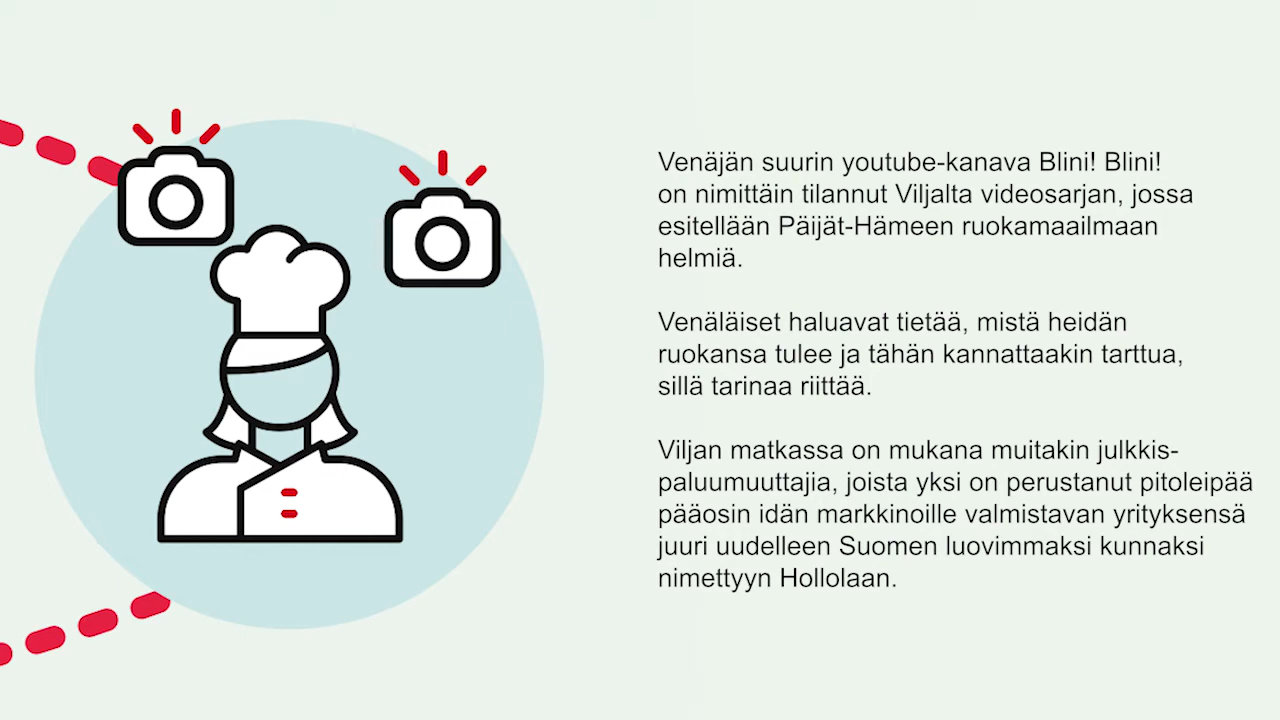 Venäjän suurin youtube-kanava Blini! Blini!
on nimittäin tilannut Viljalta videosarjan, jossa
esitellään Päijät-Hämeen ruokamaailmaan
helmiä.
Venäläiset haluavat tietää, mistä heidän
ruokansa tulee ja tähän kannattaakin tarttua,
sillä tarinaa riittää.
Viljan matkassa on mukana muitakin julkkis-
paluumuuttajia, joista yksi on perustanut pitoleipää
pääosin idän markkinoille valmistavan yrityksensä
juuri uudelleen Suomen luovimmaksi kunnaksi
nimettyyn Hollolaan.